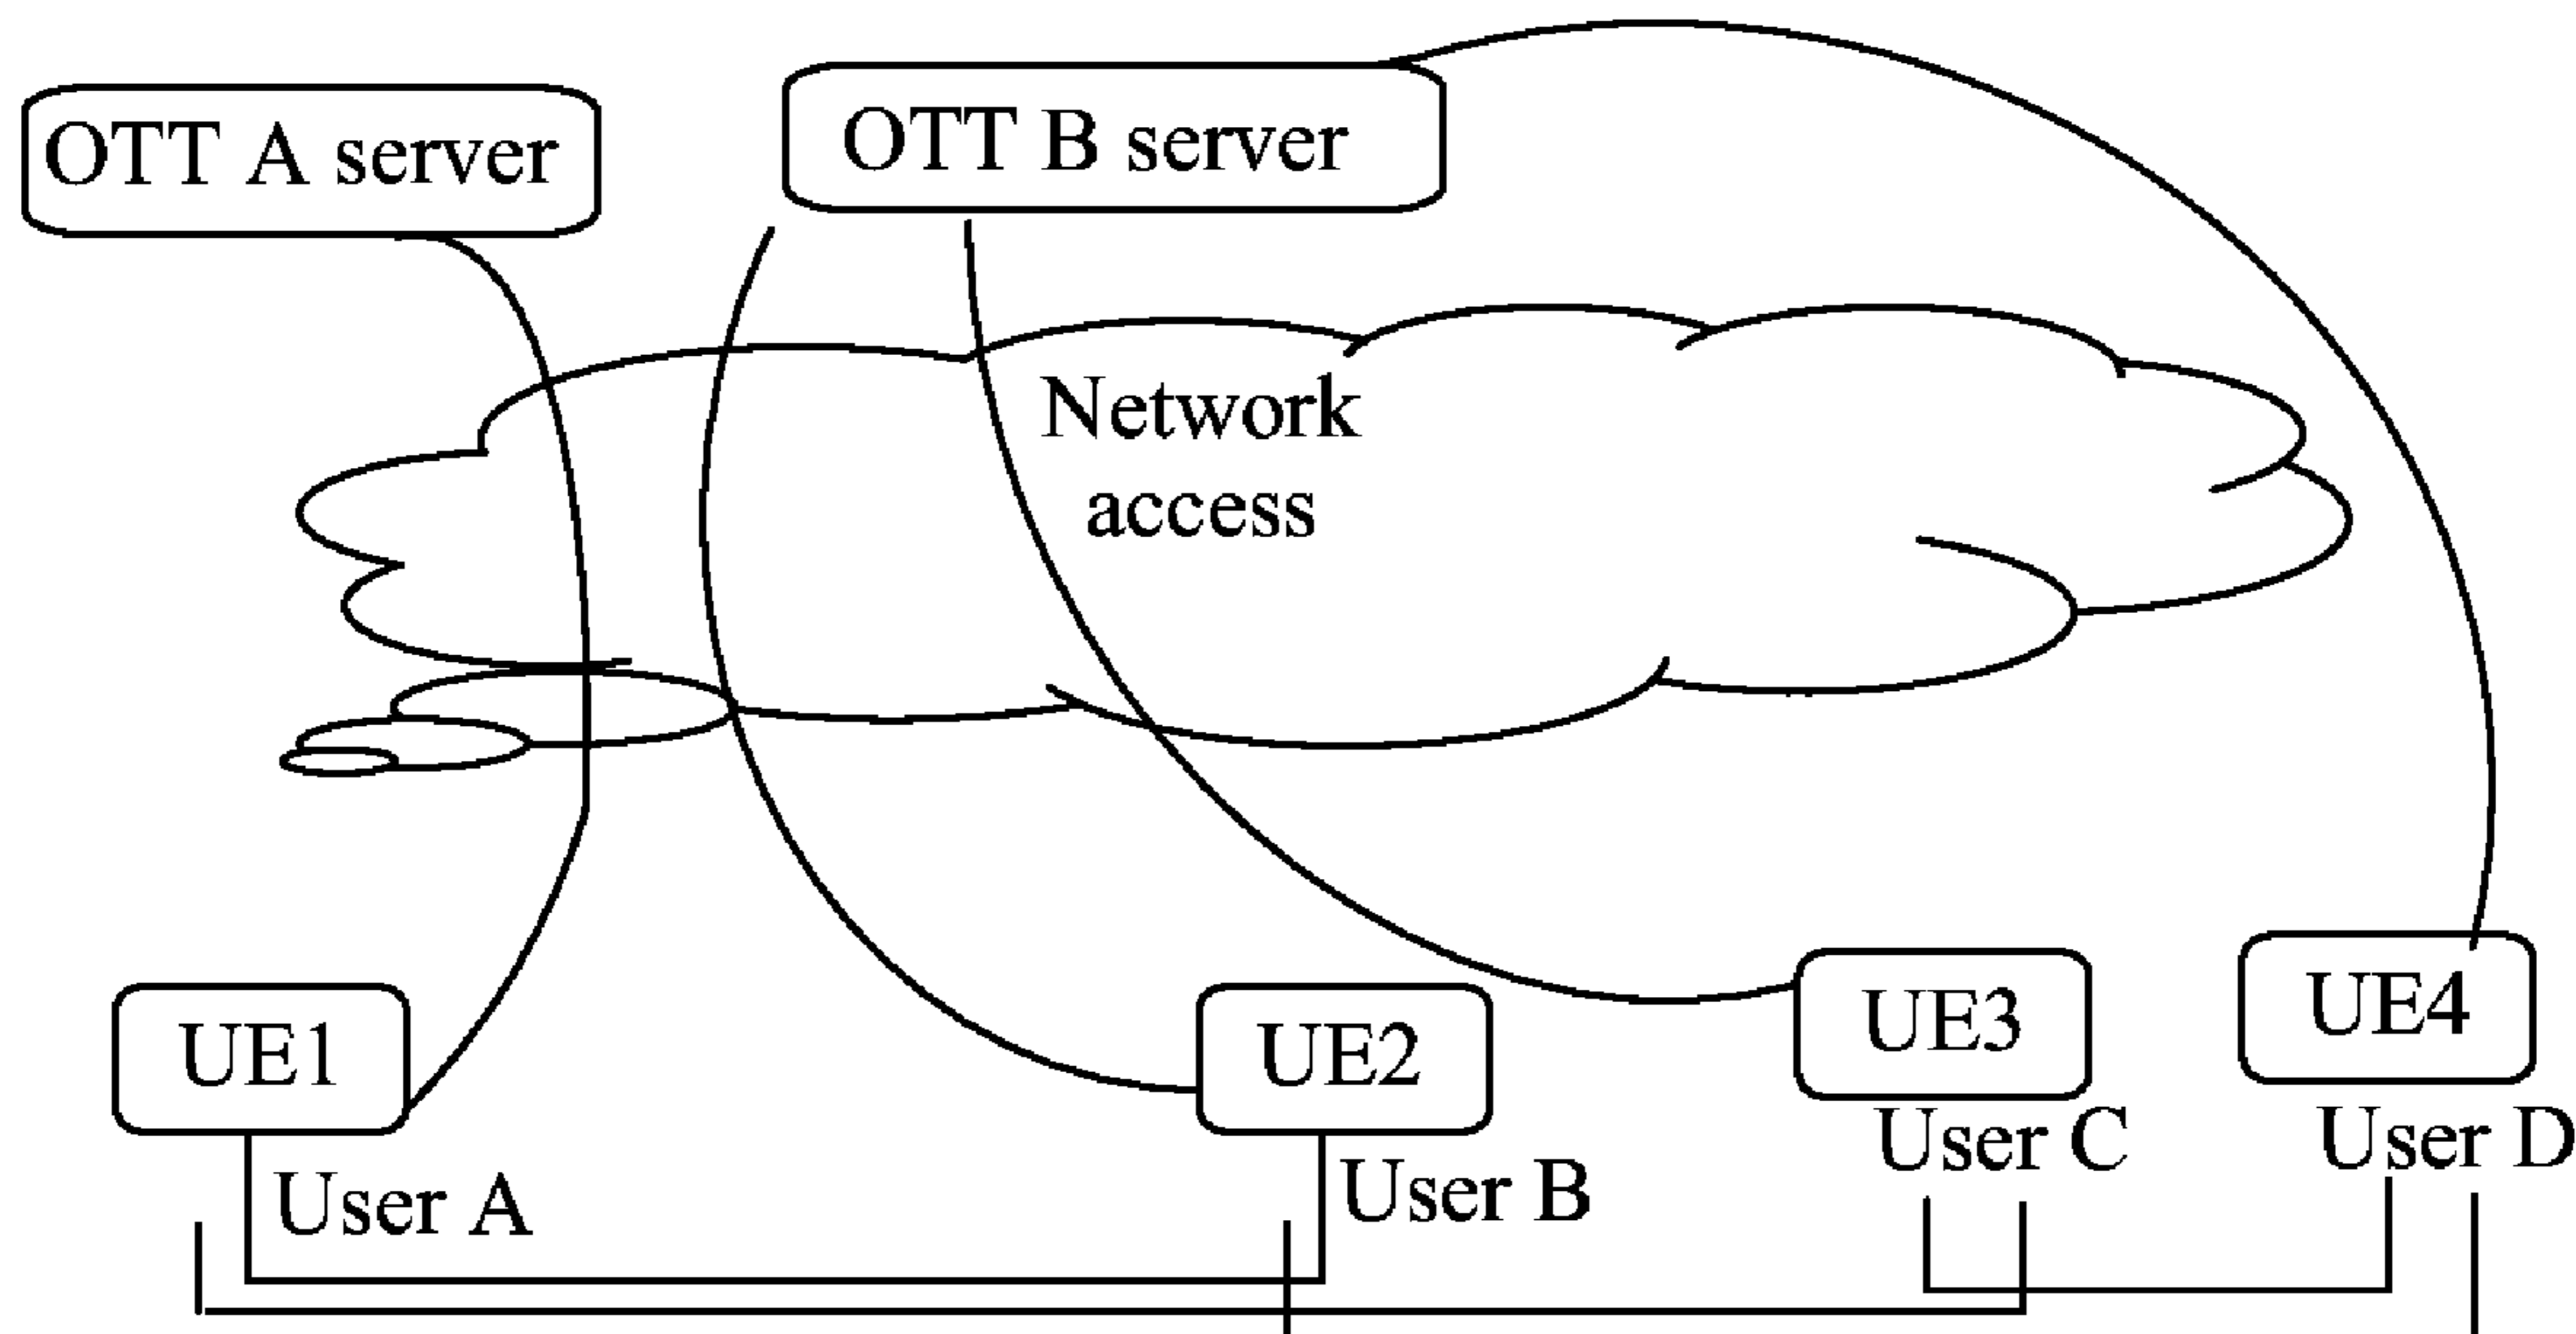 OTT A server
OTT B server
Network
access
UE1
UE2
UE3
UE4
User A
User B
User C
User D